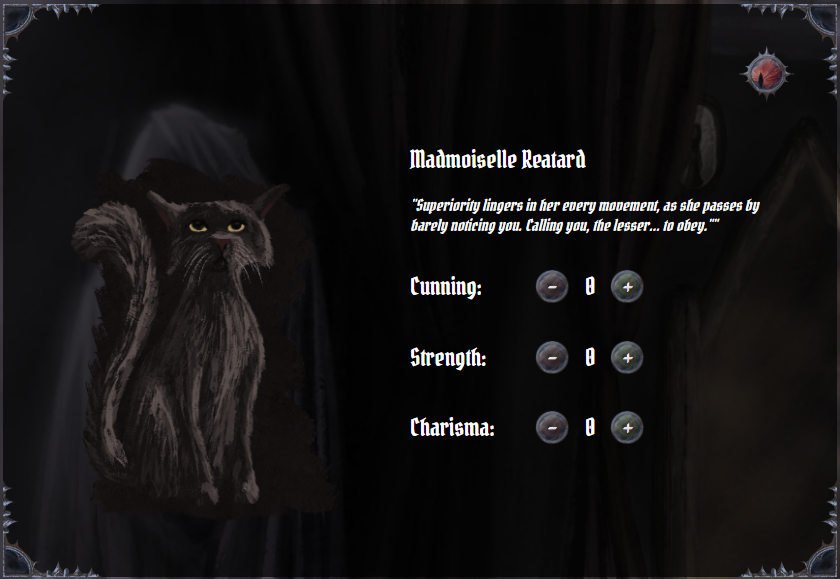 Madmoiselle Reatard
"Superiority lingers in her every movement, as she passes by
barely noticing you. Calling you, the lesser... to obey.""
Cunning: - 0 +
Strength: - 0 +
Charisma: - 0 +